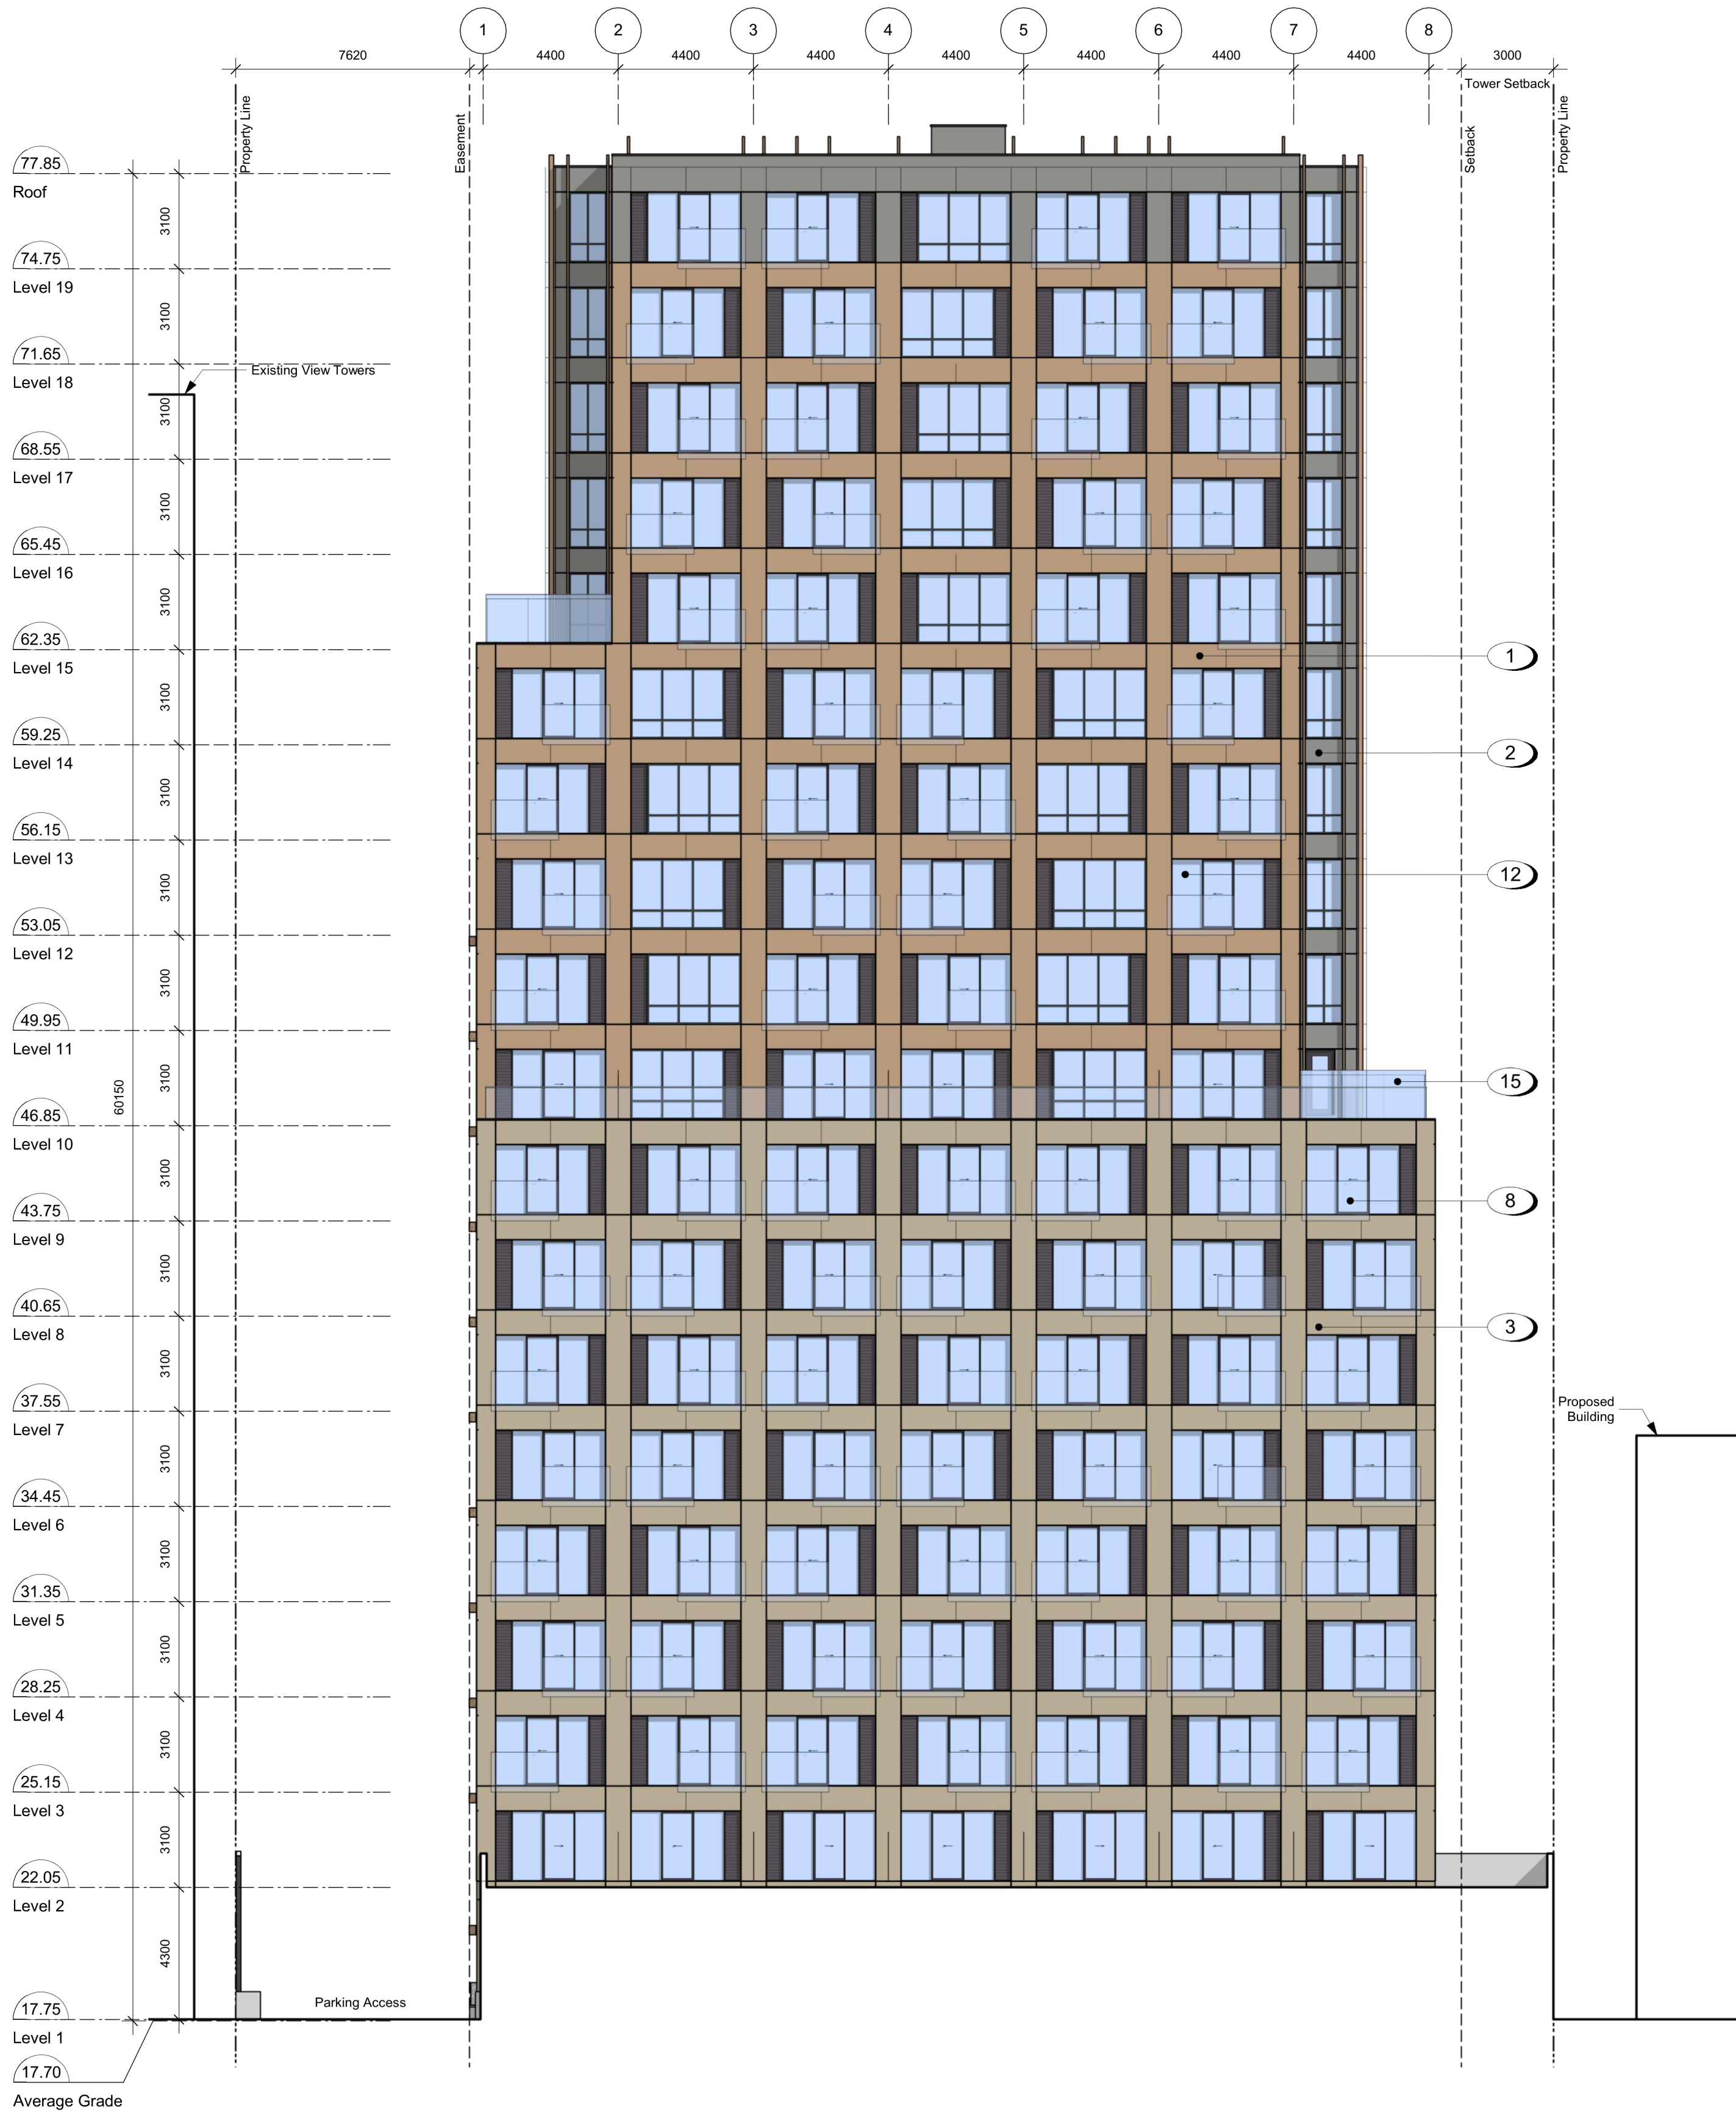 1 2 3 4 5 6 7 8
7620 4400 4400 4400 4400 4400 4400 4400 3000
Tower Setback
Property Line
Easement
Setback
Property Line
77.85
Roof
3100
74.75
Level 19
3100
71.65
Level 18
Existing View Towers
3100
68.55
Level 17
3100
65.45
Level 16
3100
62.35
Level 15
1
3100
59.25
Level 14
2
3100
56.15
Level 13
12
3100
53.05
Level 12
3100
49.95
Level 11
3100
15
60150
46.85
Level 10
3100
8
43.75
Level 9
3100
40.65
Level 8
3
3100
37.55
Level 7
Proposed
Building
3100
34.45
Level 6
3100
31.35
Level 5
3100
28.25
Level 4
3100
25.15
Level 3
3100
22.05
Level 2
4300
Parking Access
17.75
Level 1
17.70
Average Grade